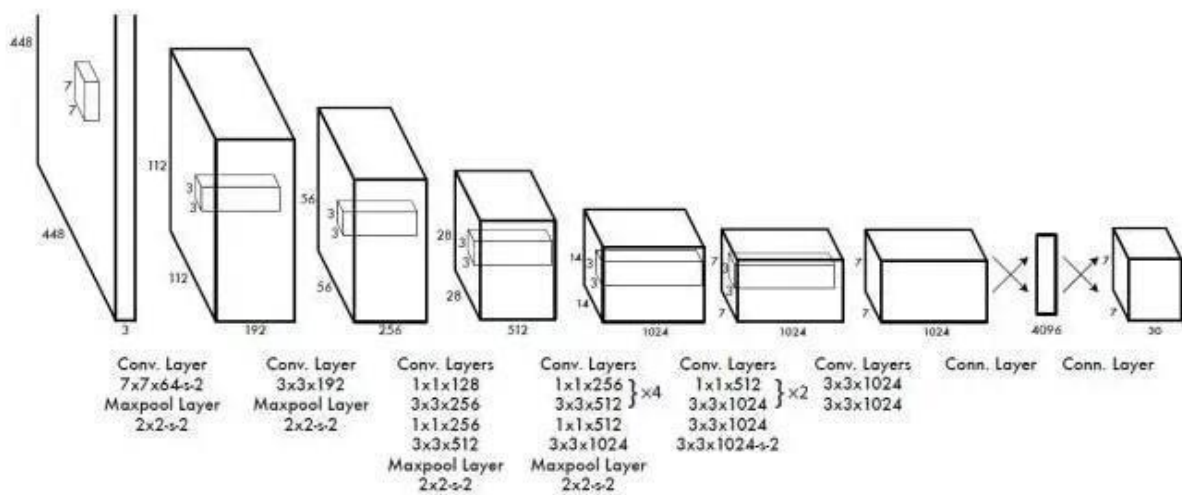 448
7
7
448
3
112
3
3
112
192
56
3
3
56
256
28
3
3
28
512
14
3
3
14
1024
7
3
3
7
1024
7
7
1024
4096
7
7
30
Conv. Layer
7x7x64-s-2
Maxpool Layer
2x2-s-2
Conv. Layer
3x3x192
Maxpool Layer
2x2-s-2
Conv. Layers
1x1x128
3x3x256
1x1x256
3x3x512
Maxpool Layer
2x2-s-2
Conv. Layers
1x1x256
3x3x512
}×4
1x1x512
3x3x1024
Maxpool Layer
2x2-s-2
Conv. Layers
1x1x512
3x3x1024
}×2
3x3x1024
3x3x1024-s-2
Conv. Layers
3x3x1024
3x3x1024
Conn. Layer
Conn. Layer